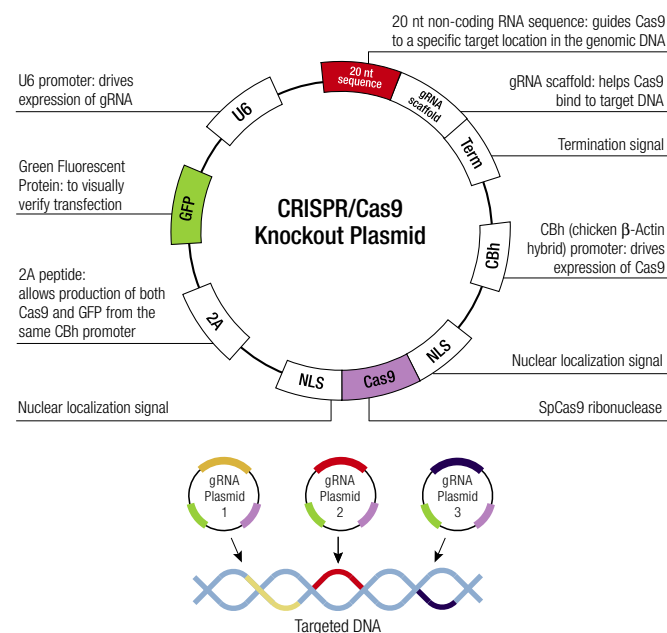 20 nt non-coding RNA sequence: guides Cas9
to a specific target location in the genomic DNA
U6 promoter: drives
expression of gRNA
gRNA scaffold: helps Cas9
bind to target DNA
Termination signal
Green Fluorescent
Protein: to visually
verify transfection
CBh (chicken β-Actin
hybrid) promoter: drives
expression of Cas9
2A peptide:
allows production of both
Cas9 and GFP from the
same CBh promoter
Nuclear localization signal
Nuclear localization signal
SpCas9 ribonuclease
CRISPR/Cas9
Knockout Plasmid
20 nt
sequence
gRNA
scaffold
Term
CBh
NLS
Cas9
NLS
2A
GFP
U6
gRNA
Plasmid
1
gRNA
Plasmid
2
gRNA
Plasmid
3
Targeted DNA